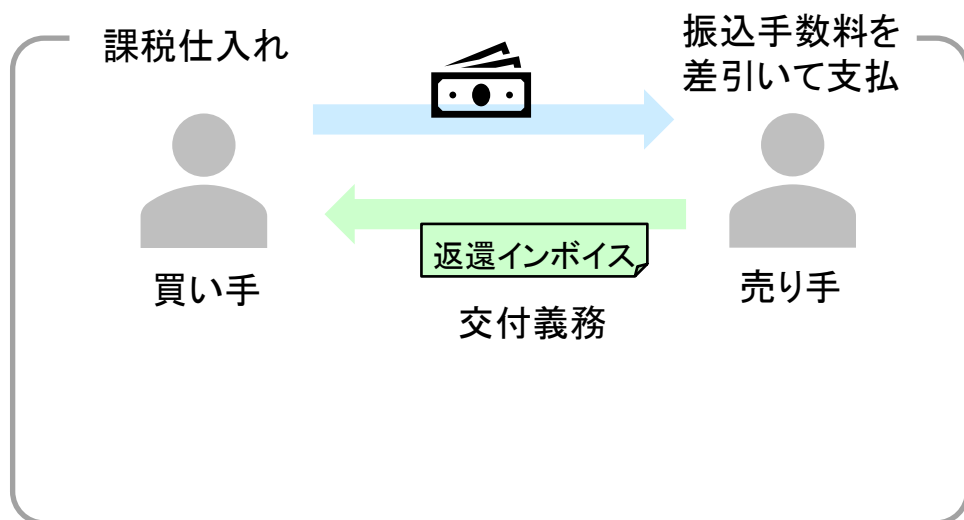 課税仕入れ
振込手数料を
差引いて支払
返還インボイス
買い手
売り手
交付義務